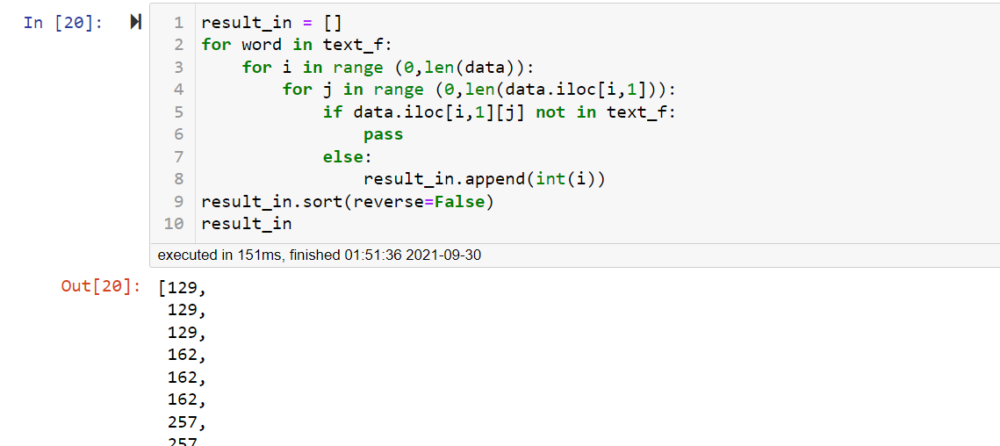 In [20]:
1 result_in = []
2 for word in text_f:
3     for i in range (0,len(data)):
4         for j in range (0,len(data.iloc[i,1])):
5             if data.iloc[i,1][j] not in text_f:
6                 pass
7             else:
8                 result_in.append(int(i))
9 result_in.sort(reverse=False)
10 result_in
executed in 151ms, finished 01:51:36 2021-09-30
Out[20]: [129,
129,
129,
162,
162,
162,
257,
257